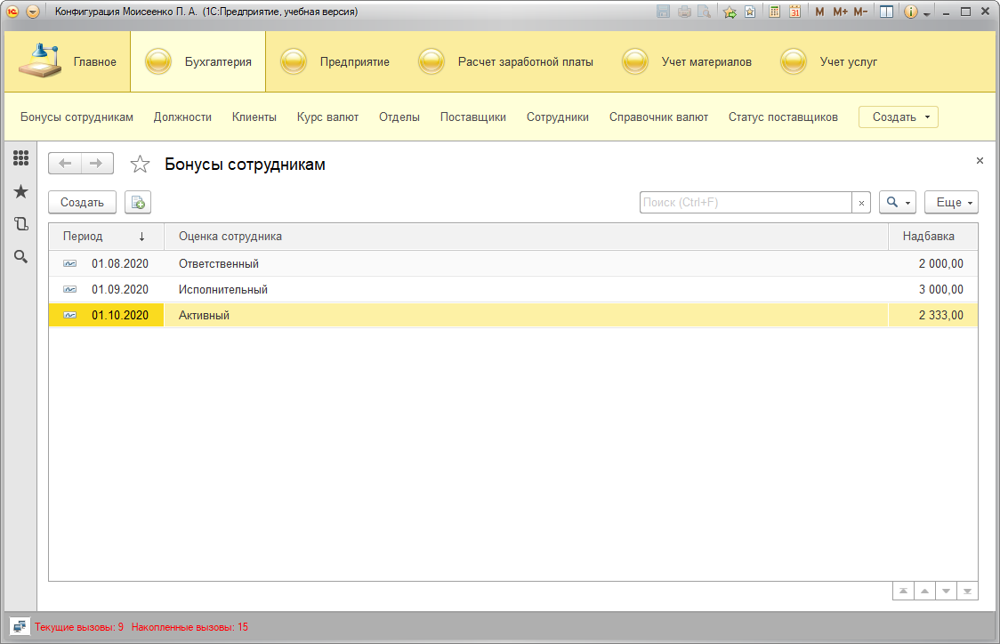 Конфигурация Моисеенко П. А. (1С:Предприятие, учебная версия)
31 M M+ M-
Главное Бухгалтерия Предприятие Расчет заработной платы Учет материалов Учет услуг
Бонусы сотрудникам Должности Клиенты Курс валют Отделы Поставщики Сотрудники Справочник валют Статус поставщиков Создать
Бонусы сотрудникам
Создать Поиск (Ctrl+F) Еще
Период Оценка сотрудника Надбавка
01.08.2020 Ответственный 2 000,00
01.09.2020 Исполнительный 3 000,00
01.10.2020 Активный 2 333,00
Текущие вызовы: 9 Накопленные вызовы: 15